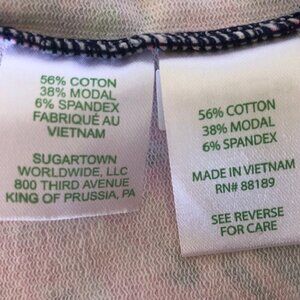 56% COTON
38% MODAL
6% SPANDEX
FABRIQUÉ AU
VIETNAM
SUGARTOWN
WORLDWIDE, LLC
800 THIRD AVENUE
KING OF PRUSSIA, PA
56% COTTON
38% MODAL
6% SPANDEX
MADE IN VIETNAM
RN# 88189
SEE REVERSE
FOR CARE